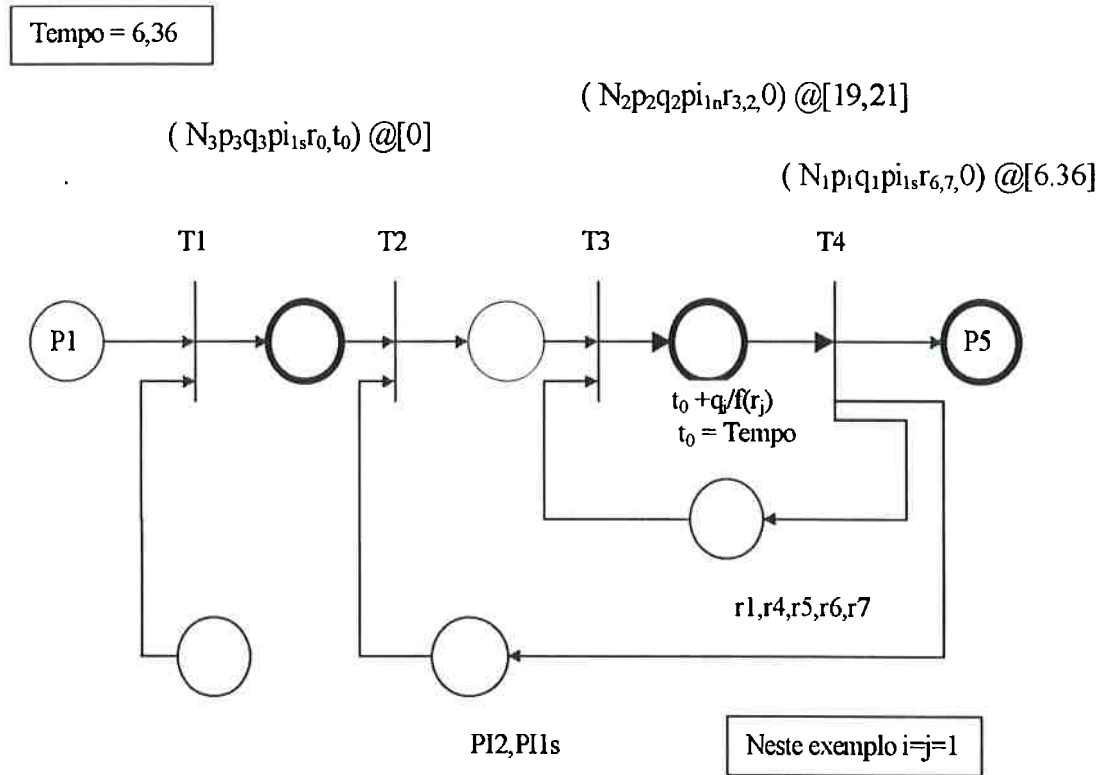 Tempo = 6,36
( N₂p₂q₂pi₁ₙr₃,₂,0) @[19,21]
( N₃p₃q₃pi₁ₛr₀,t₀) @[0]
( N₁p₁q₁pi₁ₛr₆,₇,0) @[6.36]
T1 T2 T3 T4
P1 P5
t₀ +qⱼ/f(rⱼ)
t₀ = Tempo
r1,r4,r5,r6,r7
PI2,PI1s
Neste exemplo i=j=1